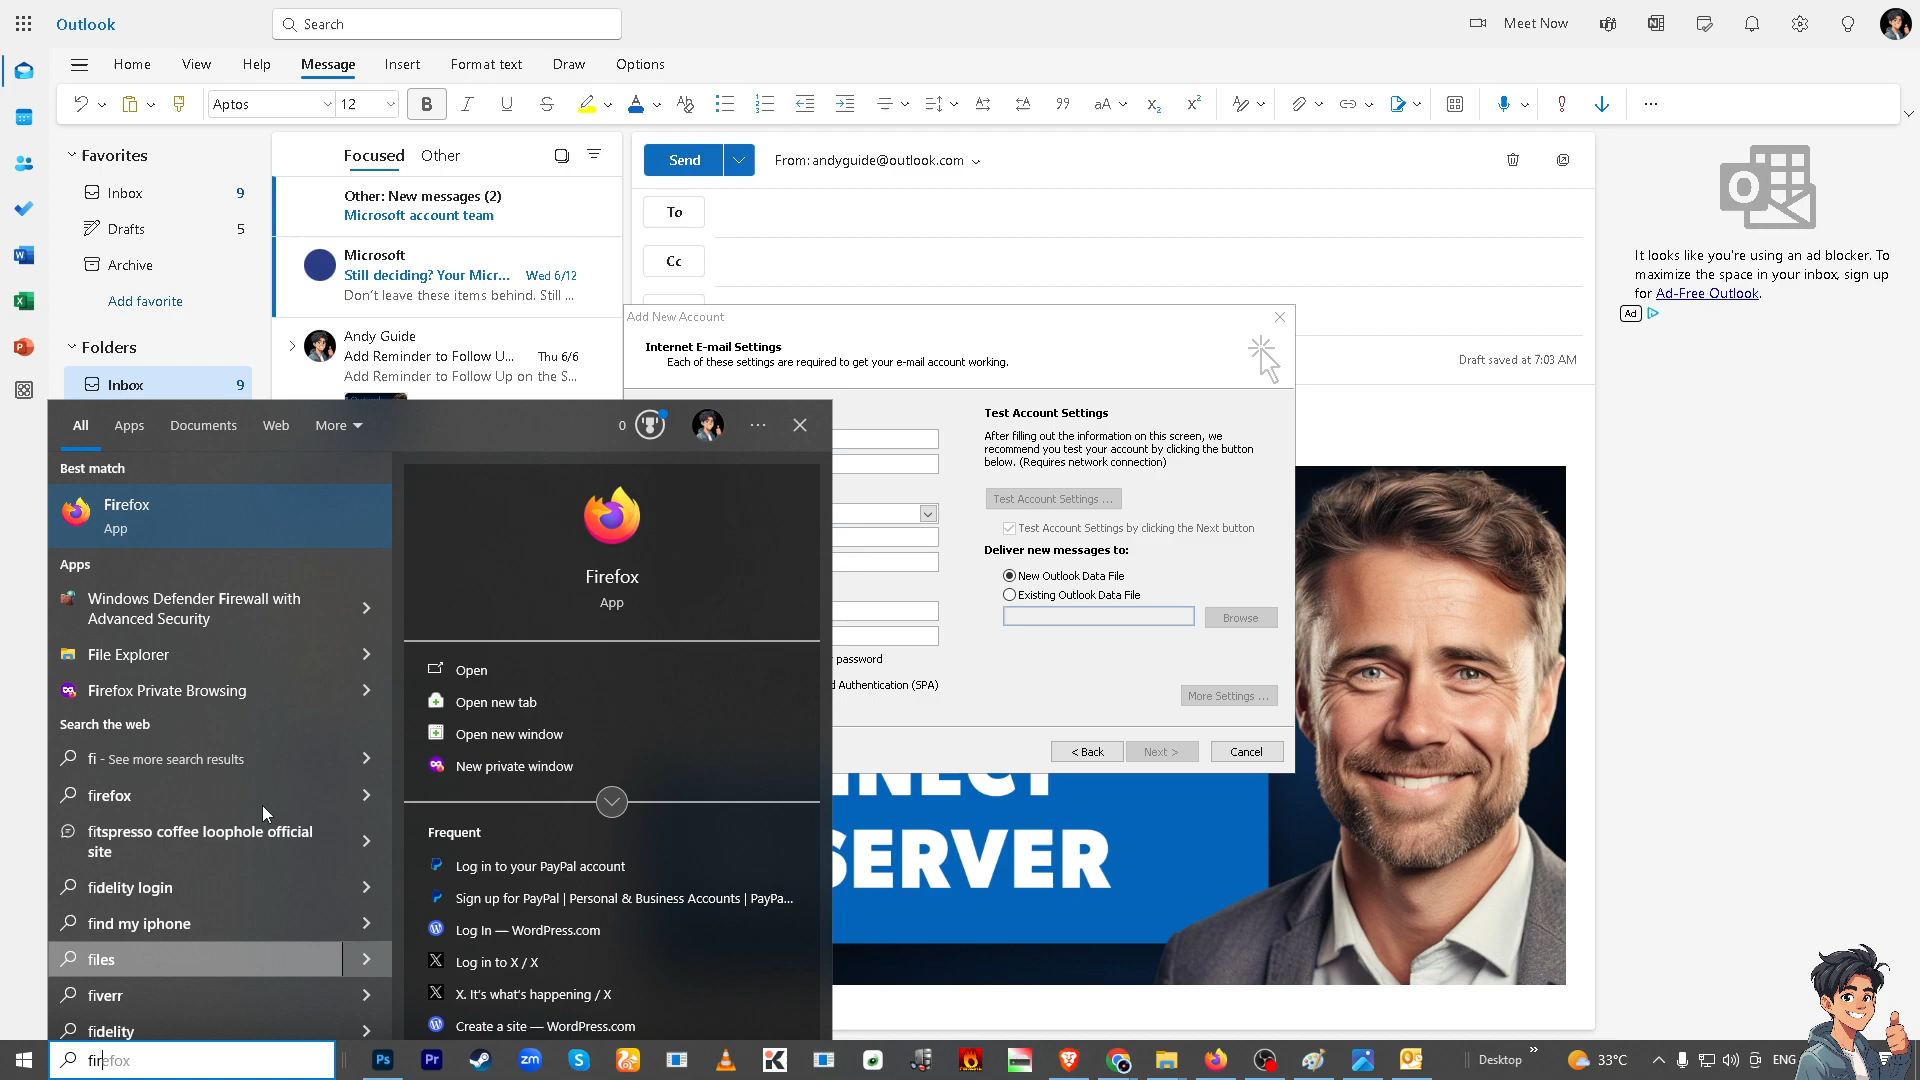 Outlook
Search
Meet Now
Home
View
Help
Message
Insert
Format text
Draw
Options
Aptos
12
Favorites
Inbox
9
Drafts
5
Archive
Add favorite
Folders
Inbox
9
Focused
Other
Other: New messages (2)
Microsoft account team
Microsoft
Still deciding? Your Micr...
Wed 6/12
Don't leave these items behind. Still ...
Andy Guide
Add Reminder to Follow U...
Thu 6/6
Add Reminder to Follow Up on the S...
Send
From: andyguide@outlook.com
To
Cc
Draft saved at 7:03 AM
It looks like you're using an ad blocker. To
maximize the space in your inbox, sign up
for Ad-Free Outlook.
Ad
Add New Account
Internet E-mail Settings
Each of these settings are required to get your e-mail account working.
Test Account Settings
After filling out the information on this screen, we
recommend you test your account by clicking the button
below. (Requires network connection)
Test Account Settings ...
Test Account Settings by clicking the Next button
Deliver new messages to:
New Outlook Data File
Existing Outlook Data File
Browse
password
Authentication (SPA)
More Settings ...
< Back
Next >
Cancel
SERVER
All
Apps
Documents
Web
More
0
Best match
Firefox
App
Apps
Windows Defender Firewall with
Advanced Security
File Explorer
Firefox Private Browsing
Search the web
fi - See more search results
firefox
fitspresso coffee loophole official
site
fidelity login
find my iphone
files
fiverr
fidelity
Firefox
App
Open
Open new tab
Open new window
New private window
Frequent
Log in to your PayPal account
Sign up for PayPal | Personal & Business Accounts | PayPa...
Log In — WordPress.com
Log in to X / X
X. It's what's happening / X
Create a site — WordPress.com
firefox
Desktop
33°C
ENG